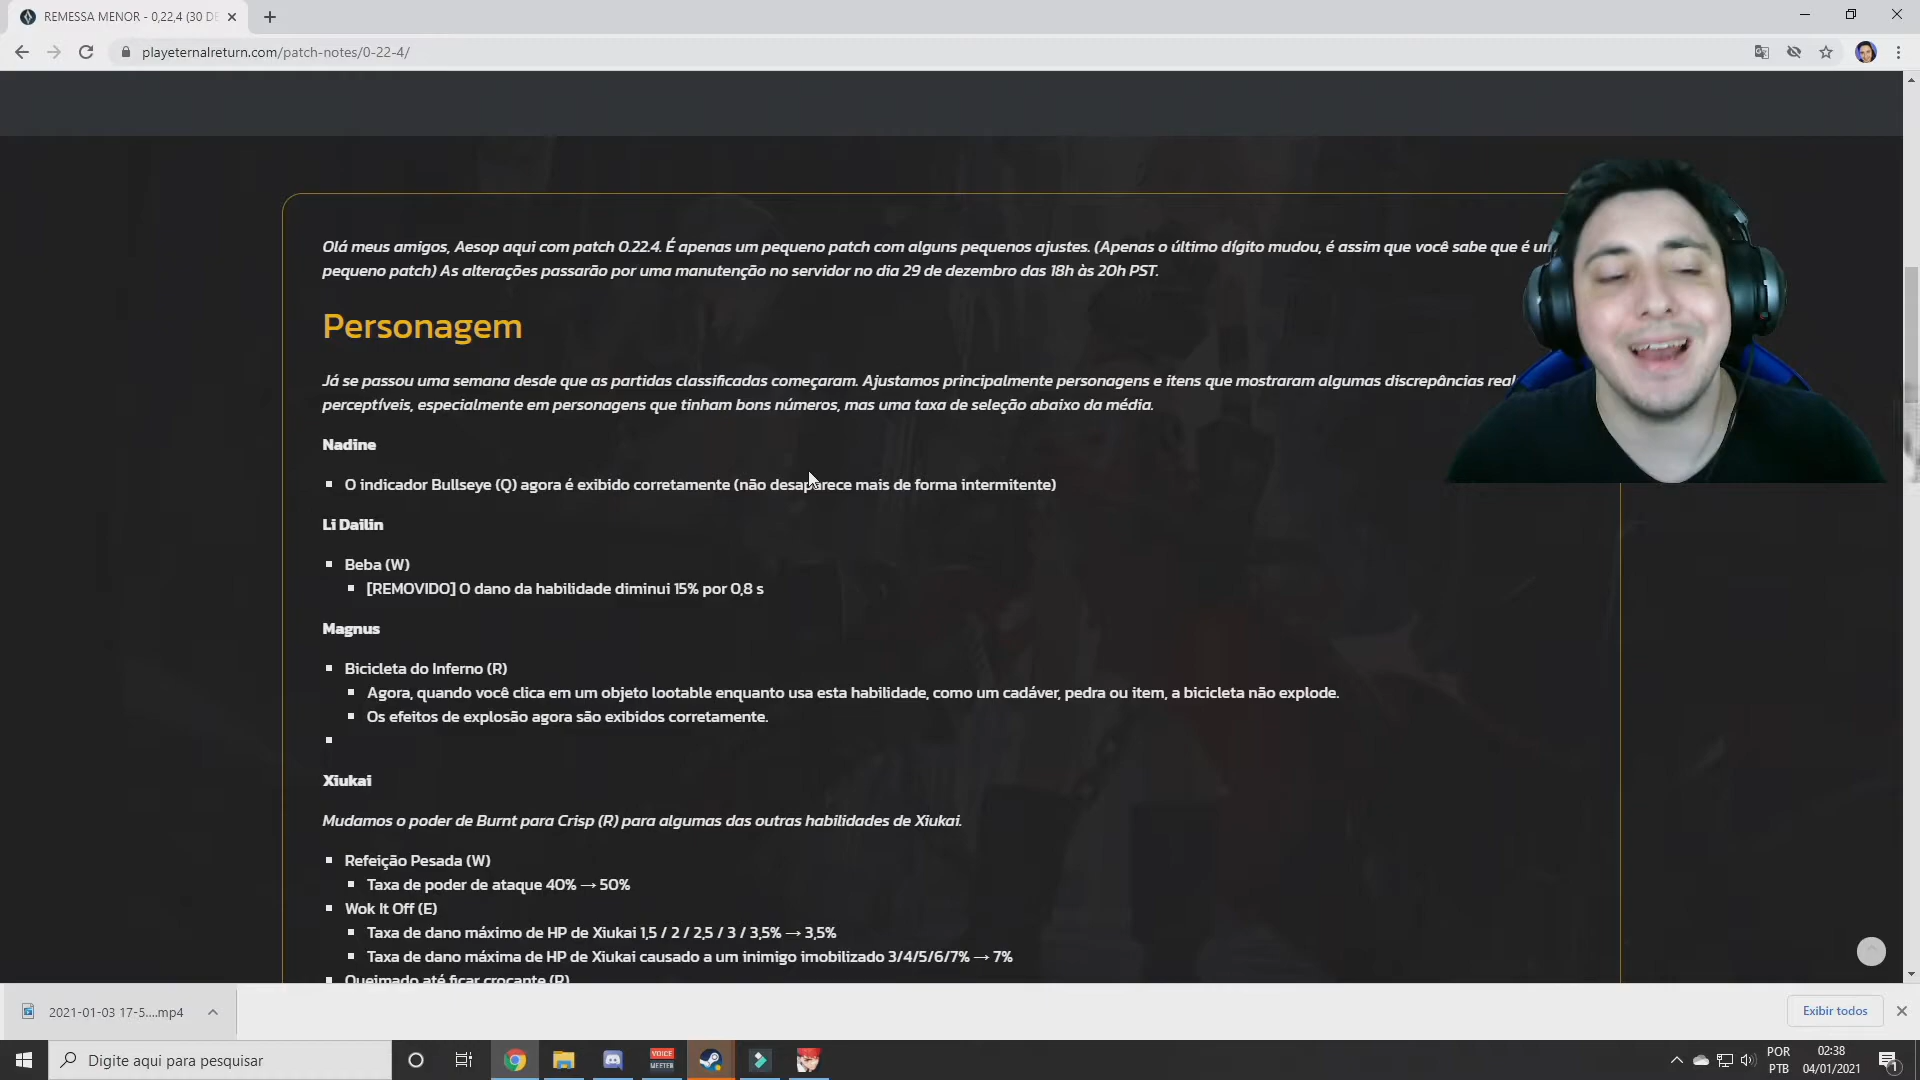 REMESSA MENOR - 0,22,4 (30 DE
playeternalreturn.com/patch-notes/0-22-4/
Olá meus amigos, Aesop aqui com patch 0.22.4. É apenas um pequeno patch com alguns pequenos ajustes. (Apenas o último dígito mudou, é assim que você sabe que é um
pequeno patch) As alterações passarão por uma manutenção no servidor no dia 29 de dezembro das 18h às 20h PST.
Personagem
Já se passou uma semana desde que as partidas classificadas começaram. Ajustamos principalmente personagens e itens que mostraram algumas discrepâncias
perceptíveis, especialmente em personagens que tinham bons números, mas uma taxa de seleção abaixo da média.
Nadine
O indicador Bullseye (Q) agora é exibido corretamente (não desaparece mais de forma intermitente)
Li Dailin
Beba (W)
[REMOVIDO] O dano da habilidade diminui 15% por 0,8 s
Magnus
Bicicleta do Inferno (R)
Agora, quando você clica em um objeto lootable enquanto usa esta habilidade, como um cadáver, pedra ou item, a bicicleta não explode.
Os efeitos de explosão agora são exibidos corretamente.
Xiukai
Mudamos o poder de Burnt para Crisp (R) para algumas das outras habilidades de Xiukai.
Refeição Pesada (W)
Taxa de poder de ataque 40% → 50%
Wok It Off (E)
Taxa de dano máximo de HP de Xiukai 1,5 / 2 / 2,5 / 3 / 3,5% → 3,5%
Taxa de dano máxima de HP de Xiukai causado a um inimigo imobilizado 3/4/5/6/7% → 7%
Queimado até ficar crocante (R)
2021-01-03 17-5....mp4
Exibir todos
Digite aqui para pesquisar
VOICE
MEETER
POR
PTB
02:38
04/01/2021
1